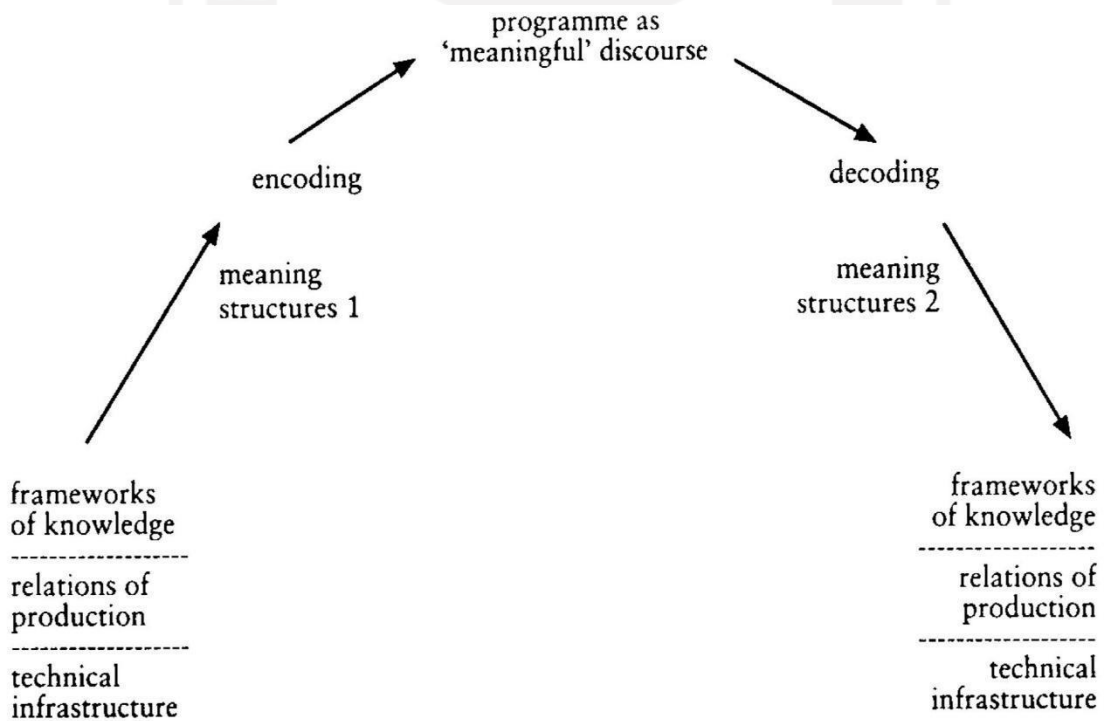 programme as
‘meaningful’ discourse
encoding
decoding
meaning
structures 1
meaning
structures 2
frameworks
of knowledge
relations of
production
technical
infrastructure
frameworks
of knowledge
relations of
production
technical
infrastructure